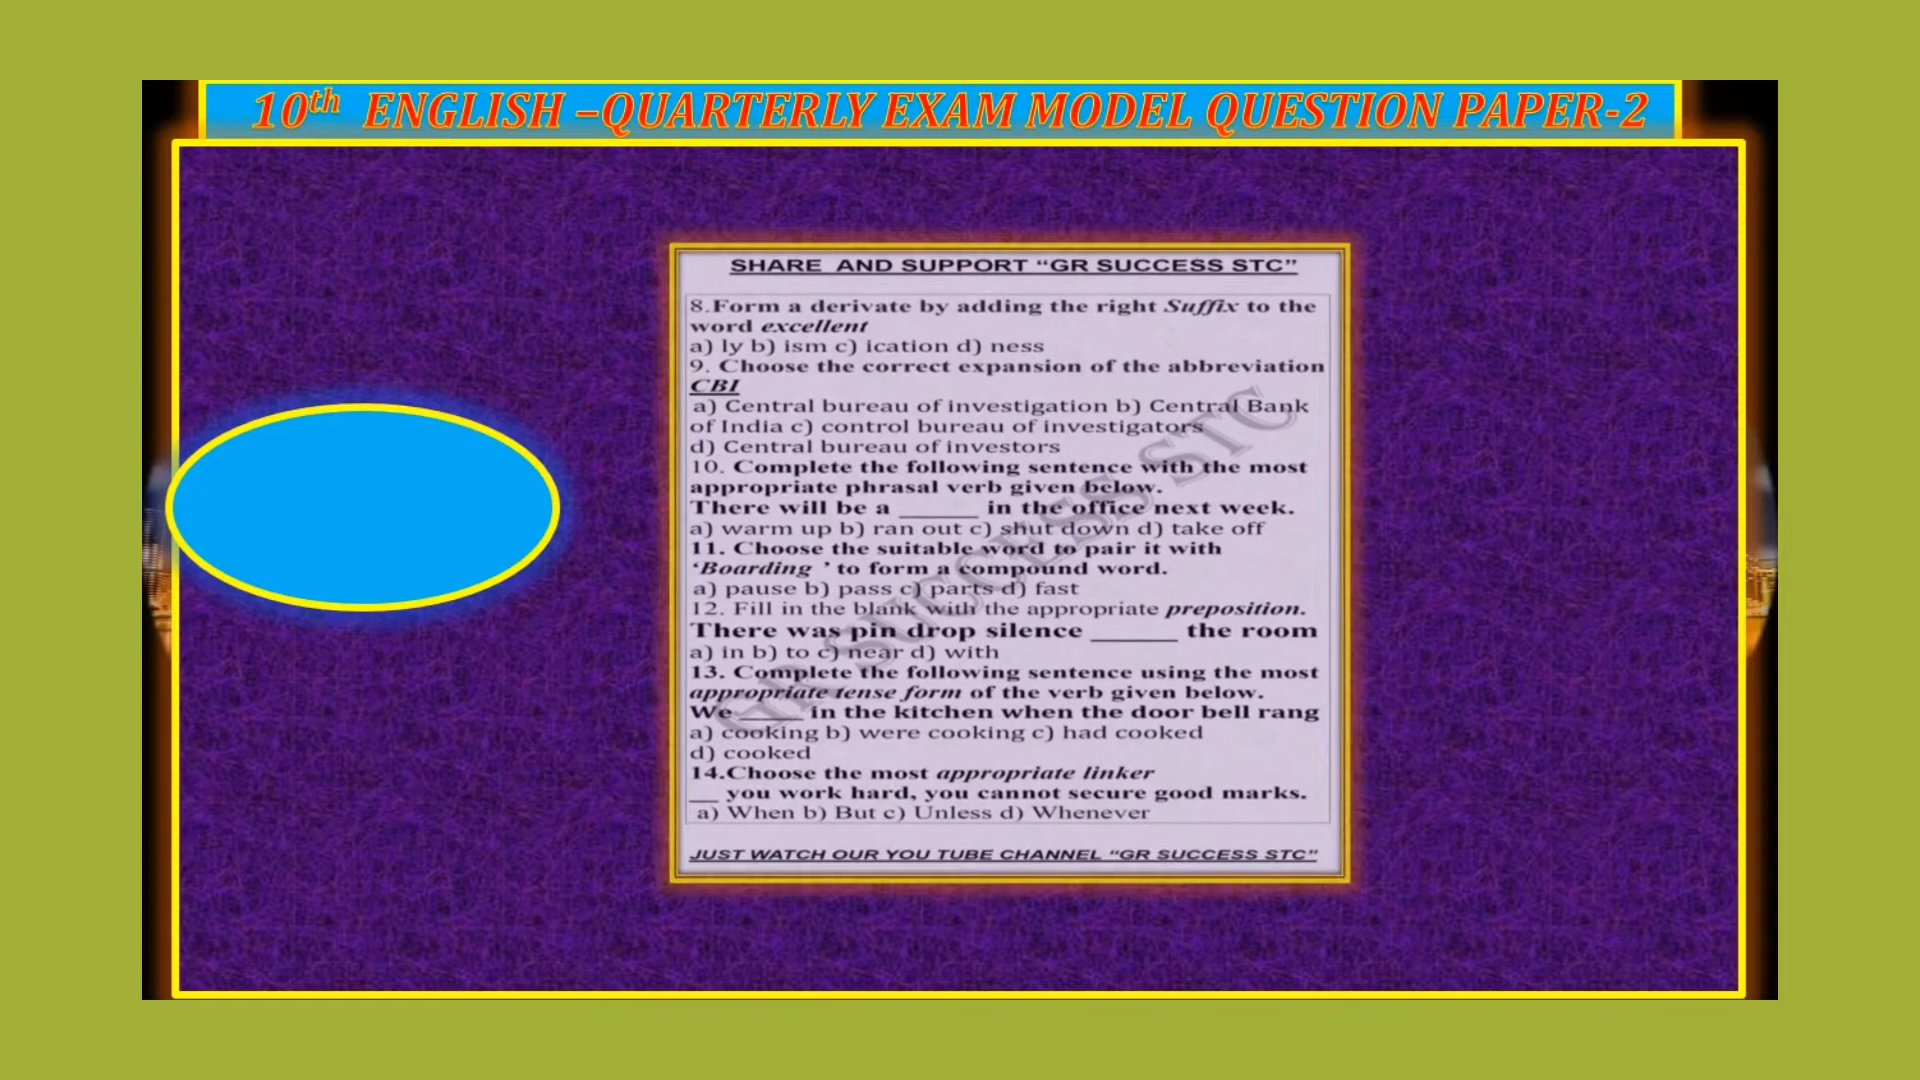 10th ENGLISH –QUARTERLY EXAM MODEL QUESTION PAPER-2
SHARE AND SUPPORT “GR SUCCESS STC”
8.Form a derivate by adding the right Suffix to the
word excellent
a) ly b) ism c) ication d) ness
9. Choose the correct expansion of the abbreviation
CBI
a) Central bureau of investigation b) Central Bank
of India c) control bureau of investigators
d) Central bureau of investors
10. Complete the following sentence with the most
appropriate phrasal verb given below.
There will be a ______ in the office next week.
a) warm up b) ran out c) shut down d) take off
11. Choose the suitable word to pair it with
‘Boarding ’ to form a compound word.
a) pause b) pass c) parts d) fast
12. Fill in the blank with the appropriate preposition.
There was pin drop silence ______ the room
a) in b) to c) near d) with
13. Complete the following sentence using the most
appropriate tense form of the verb given below.
We _____ in the kitchen when the door bell rang
a) cooking b) were cooking c) had cooked
d) cooked
14.Choose the most appropriate linker
__ you work hard, you cannot secure good marks.
a) When b) But c) Unless d) Whenever
JUST WATCH OUR YOU TUBE CHANNEL “GR SUCCESS STC”
GR SUCCESS STC